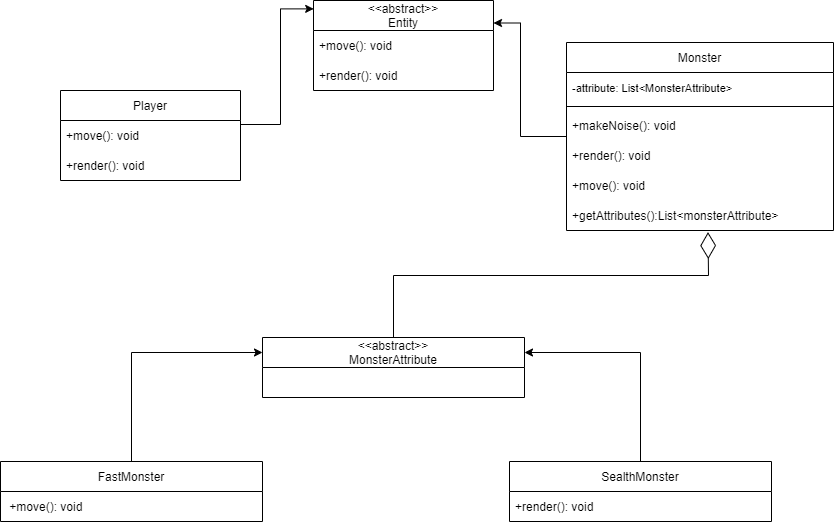 <<abstract>>
Entity
+move(): void
+render(): void
Player
+move(): void
+render(): void
Monster
-attribute: List<MonsterAttribute>
+makeNoise(): void
+render(): void
+move(): void
+getAttributes():List<monsterAttribute>
<<abstract>>
MonsterAttribute
FastMonster
+move(): void
SealthMonster
+render(): void